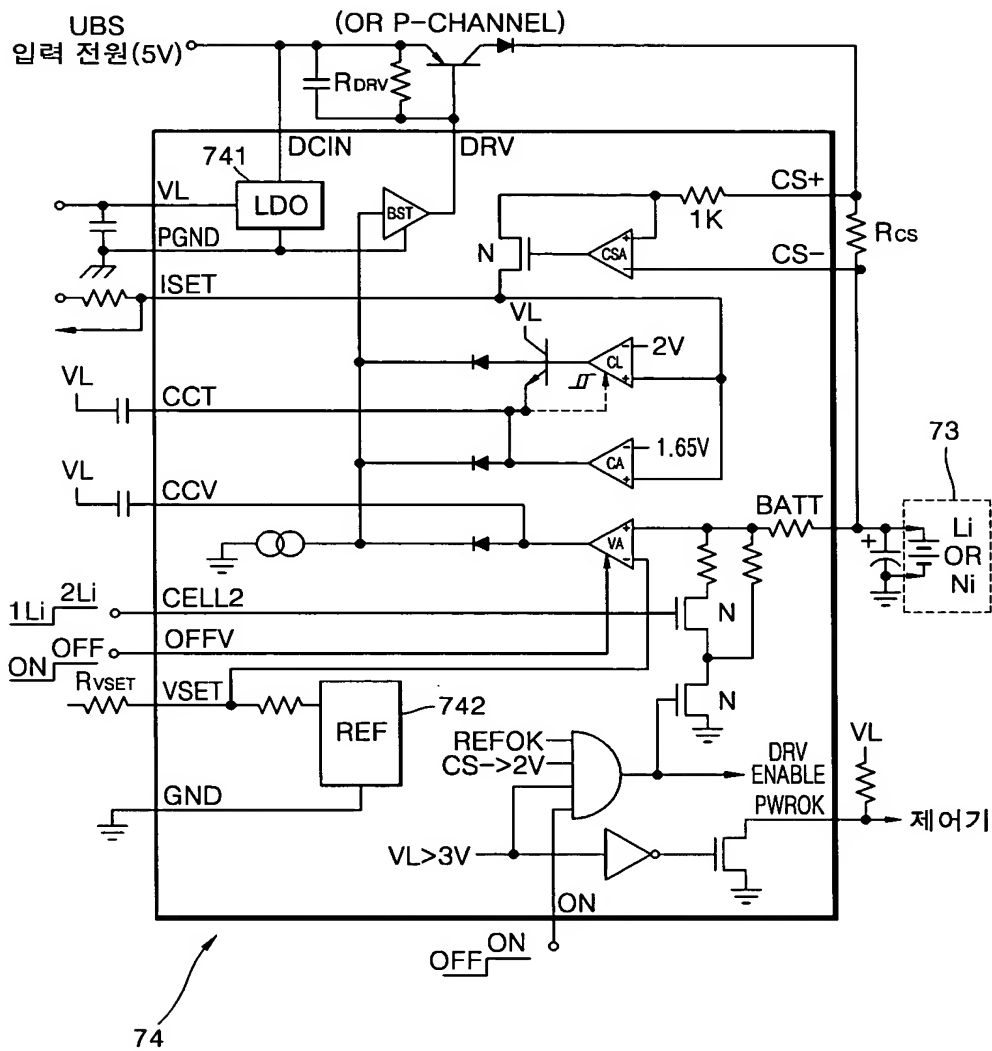 (OR P-CHANNEL)
UBS
입력 전원(5V)
RDRV
DCIN
DRV
741
VL
LDO
BST
PGND
CS+
1K
RCS
N
CSA
CS-
ISET
VL
2V
CL
VL
CCT
1.65V
CA
VL
CCV
73
BATT
VA
Li
OR
Ni
+
1Li
2Li
CELL2
N
ON
OFF
OFFV
RVSET
VSET
REF
742
N
REFOK
CS->2V
DRV
ENABLE
VL
GND
PWROK
제어기
VL>3V
ON
OFF
ON
74